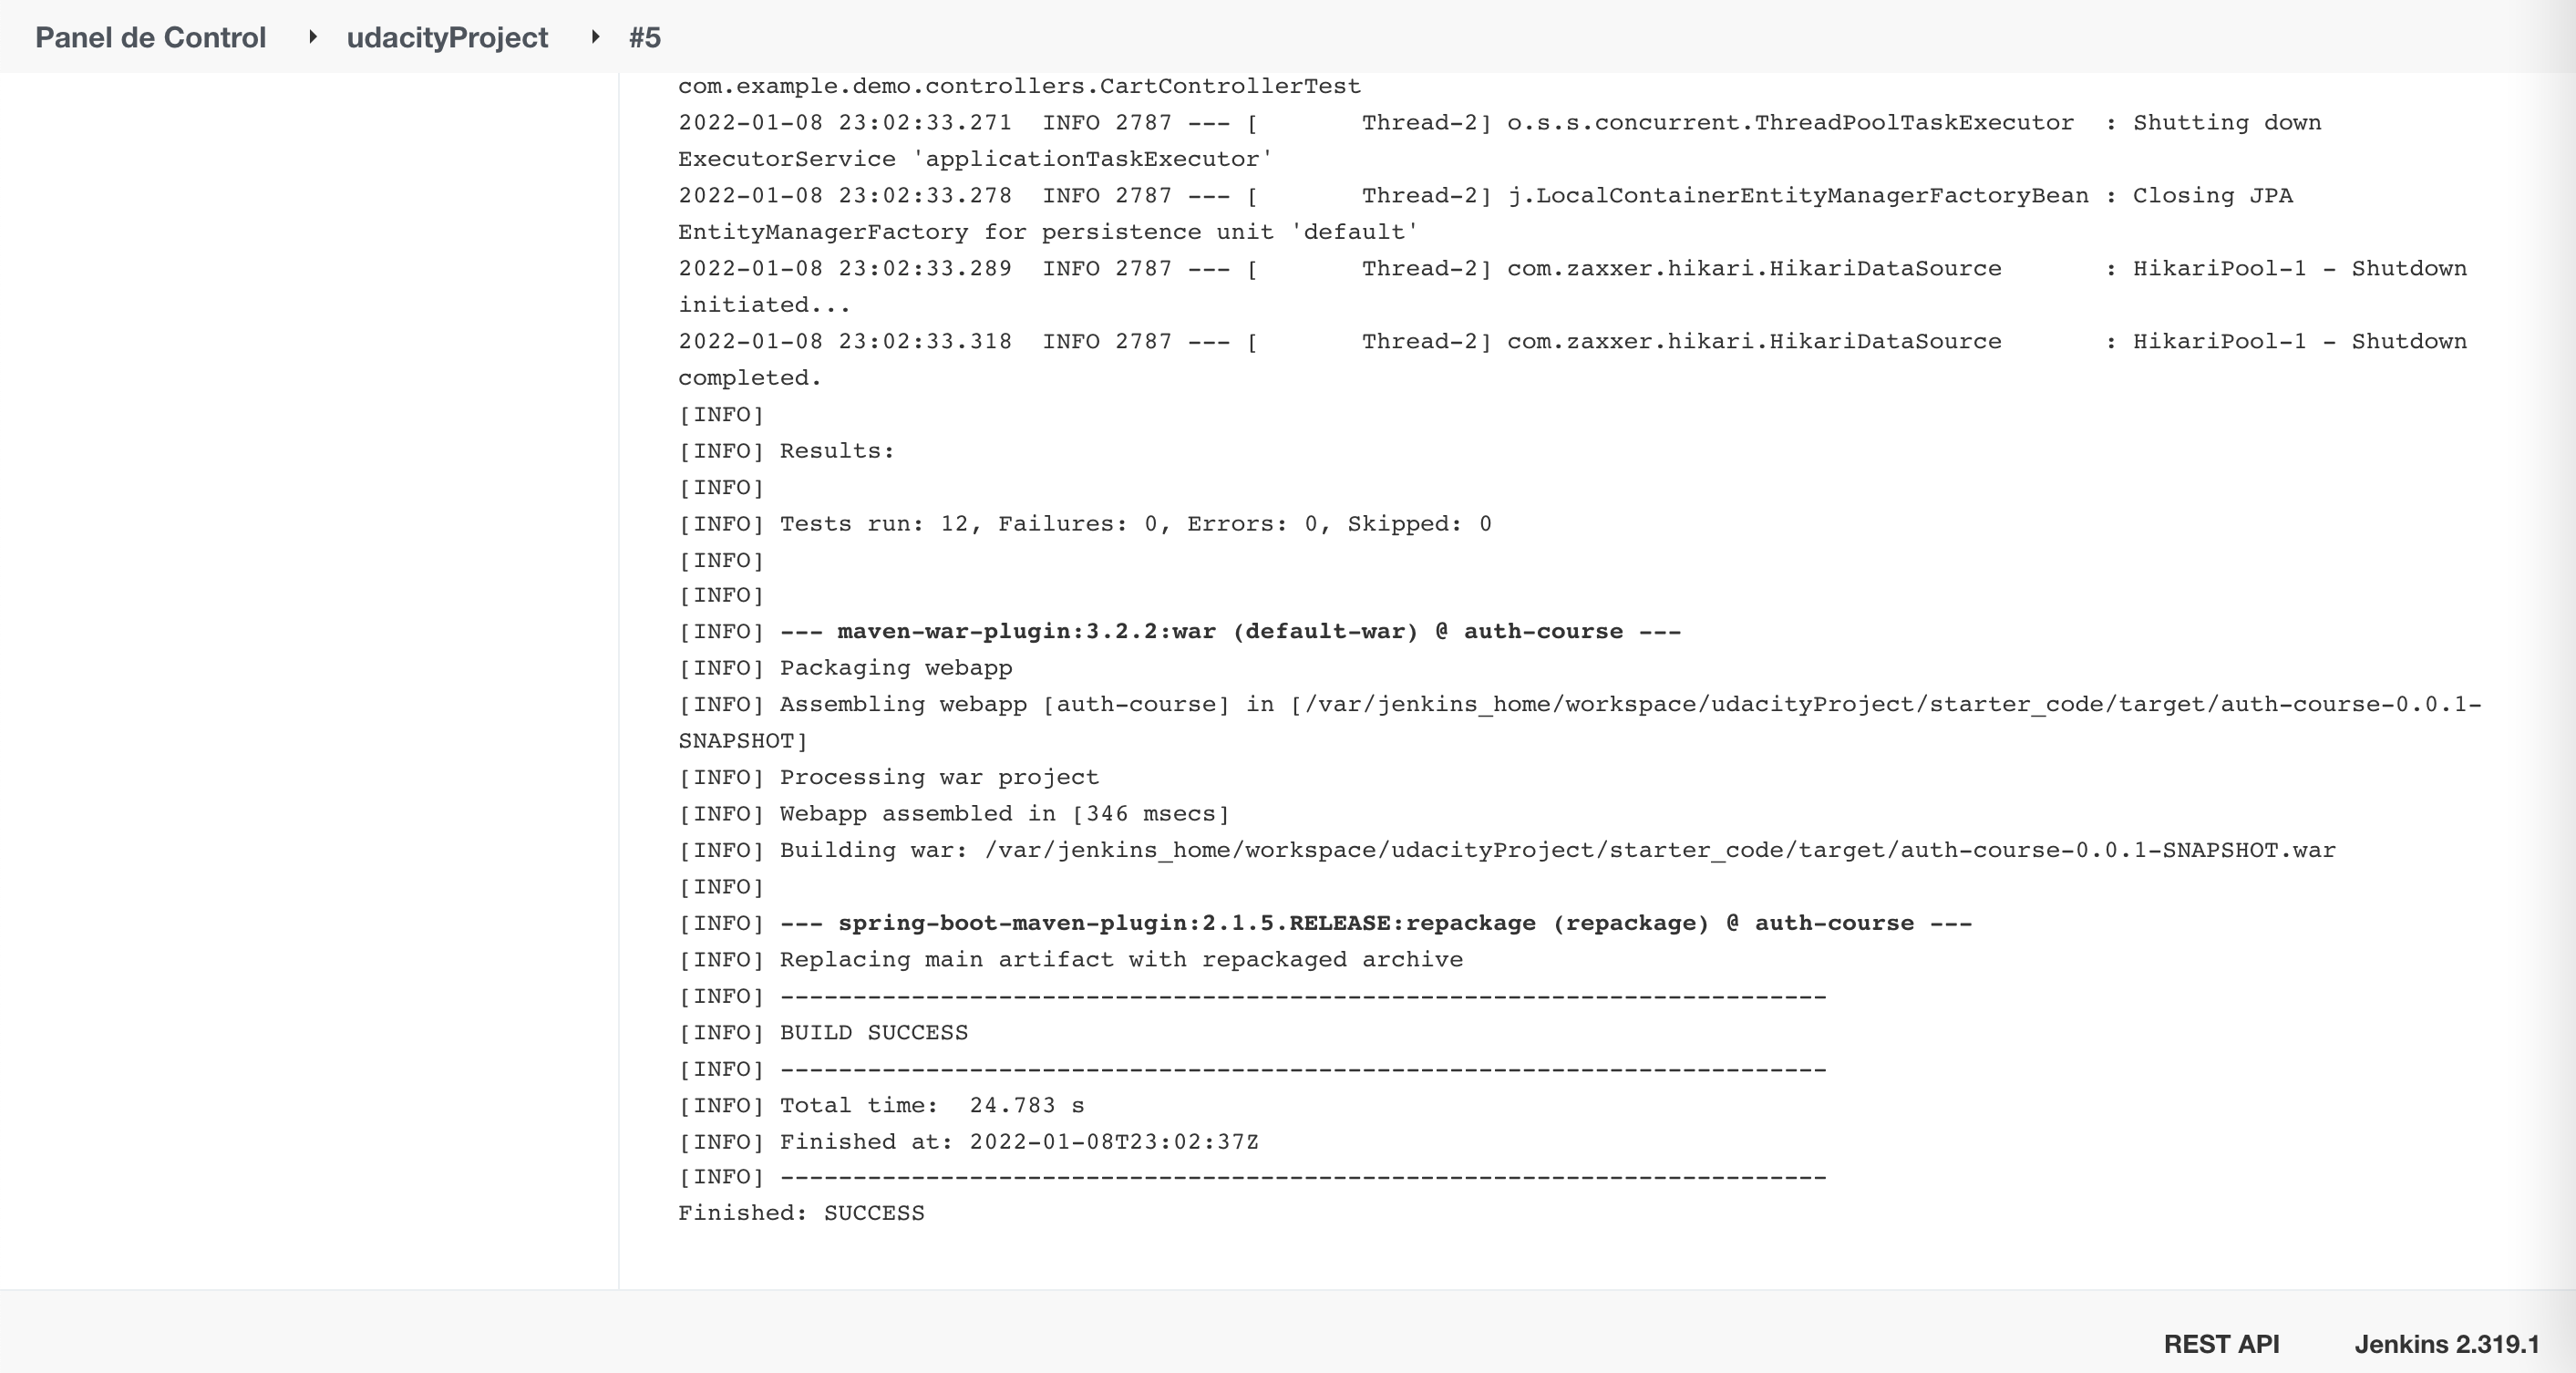 Panel de Control ▸ udacityProject ▸ #5
com.example.demo.controllers.CartControllerTest
2022-01-08 23:02:33.271  INFO 2787 --- [       Thread-2] o.s.s.concurrent.ThreadPoolTaskExecutor  : Shutting down
ExecutorService 'applicationTaskExecutor'
2022-01-08 23:02:33.278  INFO 2787 --- [       Thread-2] j.LocalContainerEntityManagerFactoryBean : Closing JPA
EntityManagerFactory for persistence unit 'default'
2022-01-08 23:02:33.289  INFO 2787 --- [       Thread-2] com.zaxxer.hikari.HikariDataSource       : HikariPool-1 - Shutdown
initiated...
2022-01-08 23:02:33.318  INFO 2787 --- [       Thread-2] com.zaxxer.hikari.HikariDataSource       : HikariPool-1 - Shutdown
completed.
[INFO]
[INFO] Results:
[INFO]
[INFO] Tests run: 12, Failures: 0, Errors: 0, Skipped: 0
[INFO]
[INFO]
[INFO] --- maven-war-plugin:3.2.2:war (default-war) @ auth-course ---
[INFO] Packaging webapp
[INFO] Assembling webapp [auth-course] in [/var/jenkins_home/workspace/udacityProject/starter_code/target/auth-course-0.0.1-
SNAPSHOT]
[INFO] Processing war project
[INFO] Webapp assembled in [346 msecs]
[INFO] Building war: /var/jenkins_home/workspace/udacityProject/starter_code/target/auth-course-0.0.1-SNAPSHOT.war
[INFO]
[INFO] --- spring-boot-maven-plugin:2.1.5.RELEASE:repackage (repackage) @ auth-course ---
[INFO] Replacing main artifact with repackaged archive
[INFO] ------------------------------------------------------------------------
[INFO] BUILD SUCCESS
[INFO] ------------------------------------------------------------------------
[INFO] Total time:  24.783 s
[INFO] Finished at: 2022-01-08T23:02:37Z
[INFO] ------------------------------------------------------------------------
Finished: SUCCESS
REST API    Jenkins 2.319.1